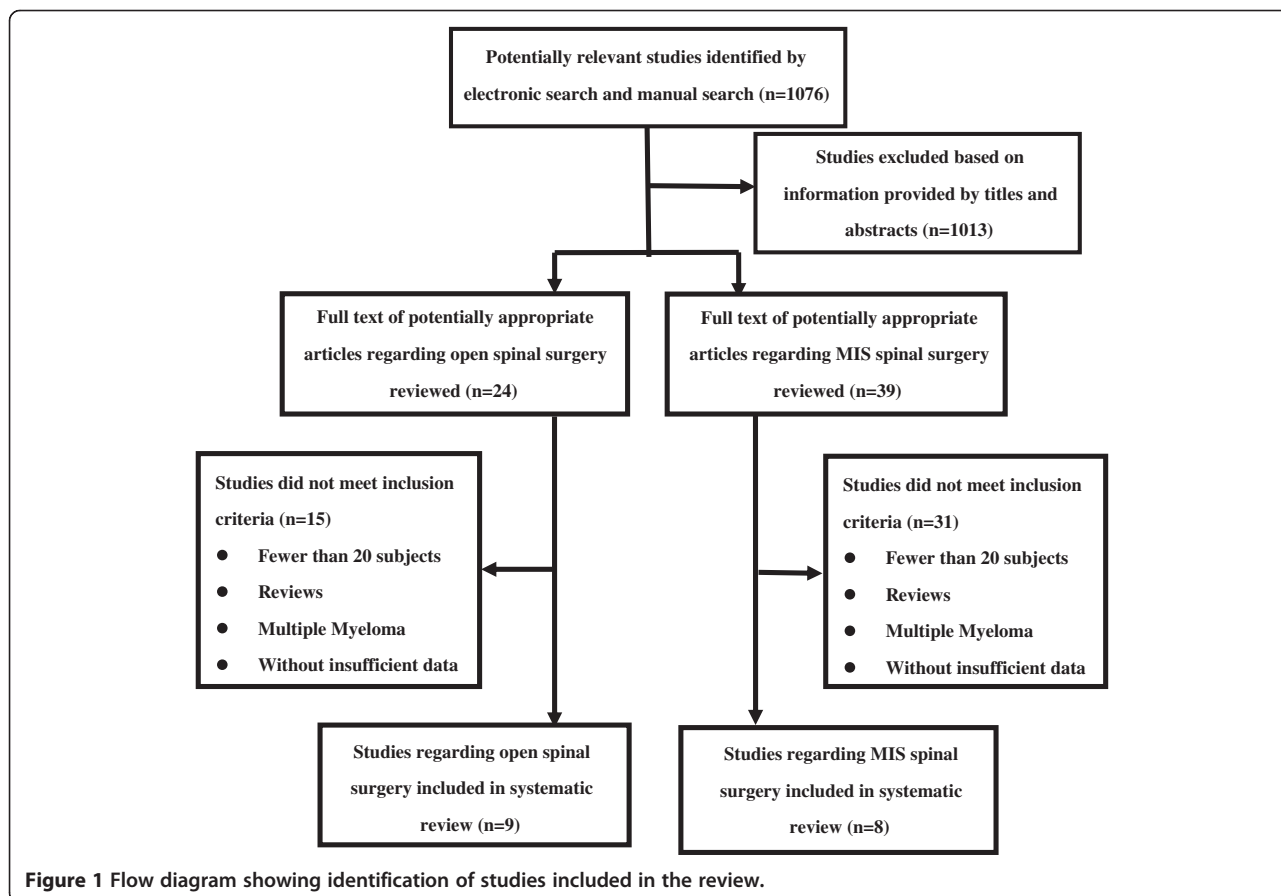 Potentially relevant studies identified by
electronic search and manual search (n=1076)
Studies excluded based on
information provided by titles and
abstracts (n=1013)
Full text of potentially appropriate
articles regarding open spinal surgery
reviewed (n=24)
Full text of potentially appropriate
articles regarding MIS spinal surgery
reviewed (n=39)
Studies did not meet inclusion
criteria (n=15)
● Fewer than 20 subjects
● Reviews
● Multiple Myeloma
● Without insufficient data
Studies did not meet inclusion
criteria (n=31)
● Fewer than 20 subjects
● Reviews
● Multiple Myeloma
● Without insufficient data
Studies regarding open spinal
surgery included in systematic
review (n=9)
Studies regarding MIS spinal
surgery included in systematic
review (n=8)
Figure 1 Flow diagram showing identification of studies included in the review.